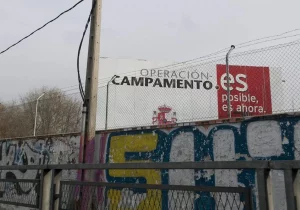 OPERACIÓN
CAMPAMENTO
.es
posible,
es ahora.